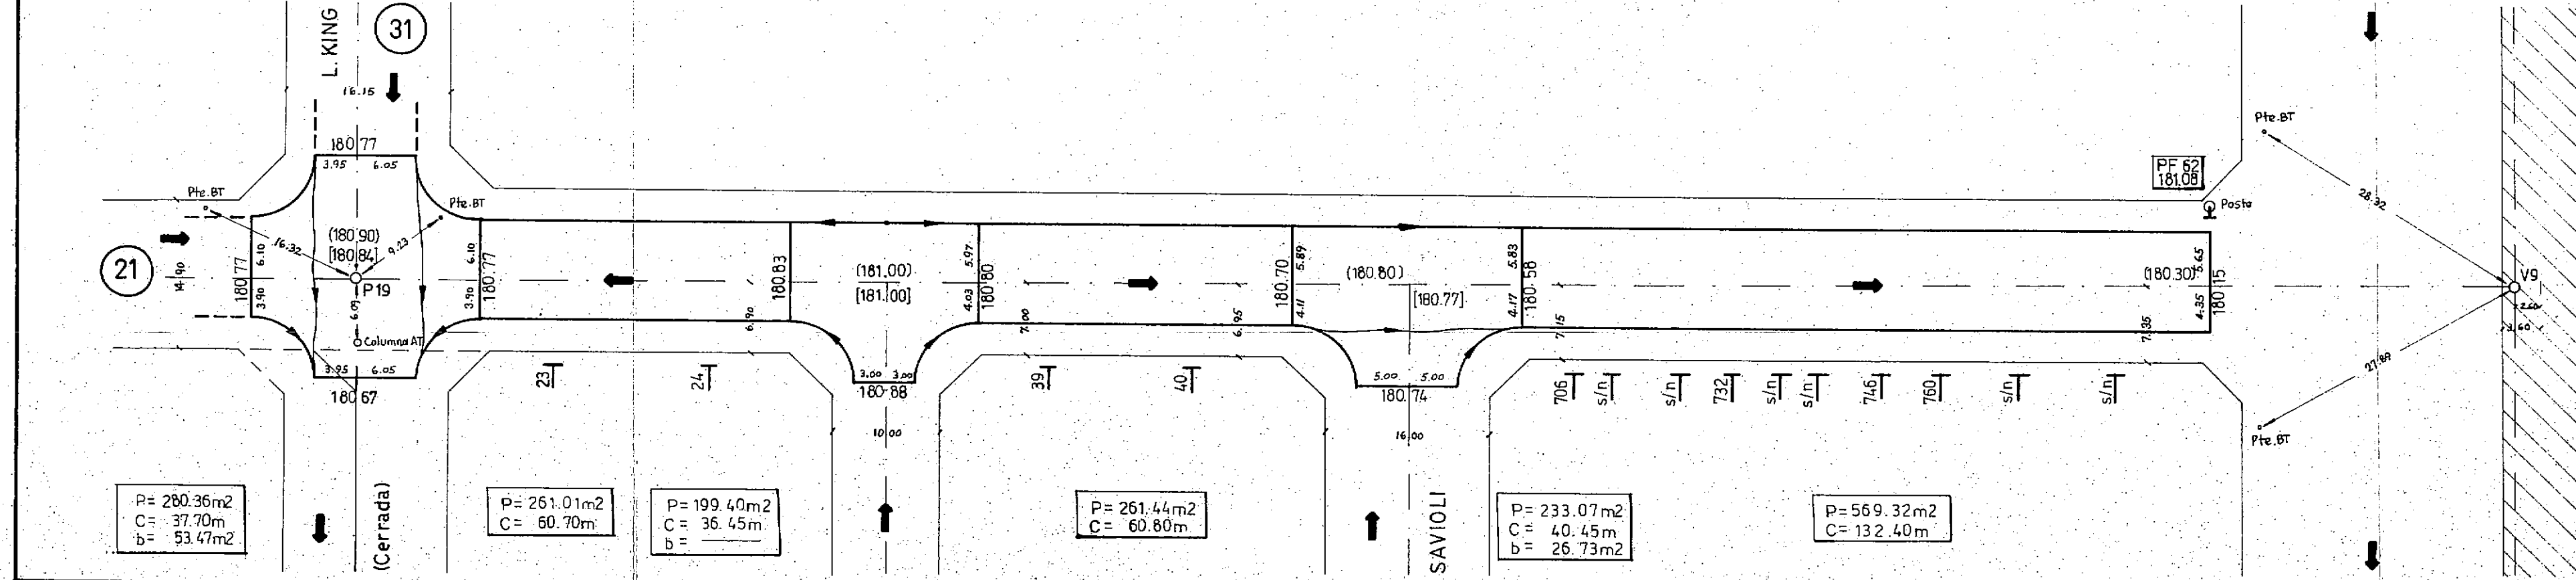 31
L. KING
16.15
180.77
3.95 6.05
Pte.BT
Pte.BT
PF 62
181.08
Poste
Pte.BT
28.32
21
14.90
180.77
3.90 6.10
16.32
(180.90)
[180.84]
9.23
P19
6.09
Columna AT
3.95 6.05
180.67
3.90 6.10
180.77
6.90
180.83
(181.00)
[181.00]
3.00 3.00
180.88
4.03 5.97
180.80
7.00
6.95
180.70
4.11 5.89
(180.80)
[180.77]
5.00 5.00
180.74
4.17 5.83
180.58
7.15
7.35
(180.30)
4.35 5.65
180.15
V9
2.60
3.60
27.89
Pte.BT
23
24
39
40
706
s/n
s/n
732
s/n
s/n
746
760
s/n
s/n
10.00
16.00
(Cerrada)
SAVIOLI
P= 280.36m2
C= 37.70m
b= 53.47m2
P= 261.01m2
C= 60.70m
P= 199.40m2
C= 36.45m
b=
P= 261.44m2
C= 60.80m
P= 233.07m2
C= 40.45m
b= 26.73m2
P= 569.32m2
C= 132.40m